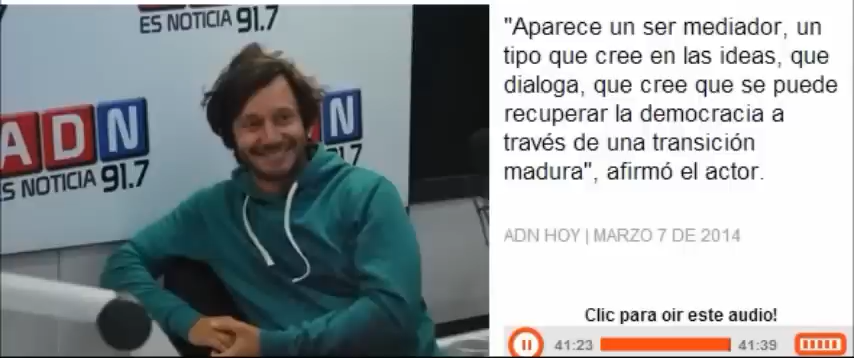 ES NOTICIA 91.7
ADN
ES NOTICIA 91.7
N
"Aparece un ser mediador, un
tipo que cree en las ideas, que
dialoga, que cree que se puede
recuperar la democracia a
través de una transición
madura", afirmó el actor.
ADN HOY | MARZO 7 DE 2014
Clic para oir este audio!
41:23
41:39